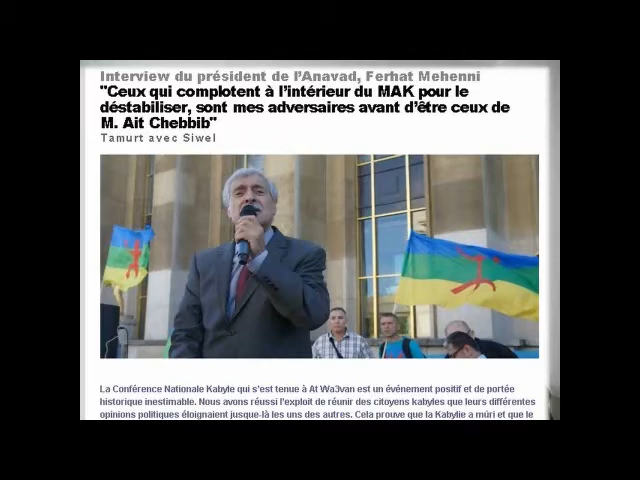 Interview du président de l'Anavad, Ferhat Mehenni
"Ceux qui complotent à l'intérieur du MAK pour le
déstabiliser, sont mes adversaires avant d'être ceux de
M. Ait Chebbib"
Tamurt avec Siwel
La Conférence Nationale Kabyle qui s'est tenue à At Wa3van est un événement positif et de portée
historique inestimable. Nous avons réussi l'exploit de réunir des citoyens kabyles que leurs différentes
opinions politiques éloignaient jusque-là les uns des autres. Cela prouve que la Kabylie a mûri et que le